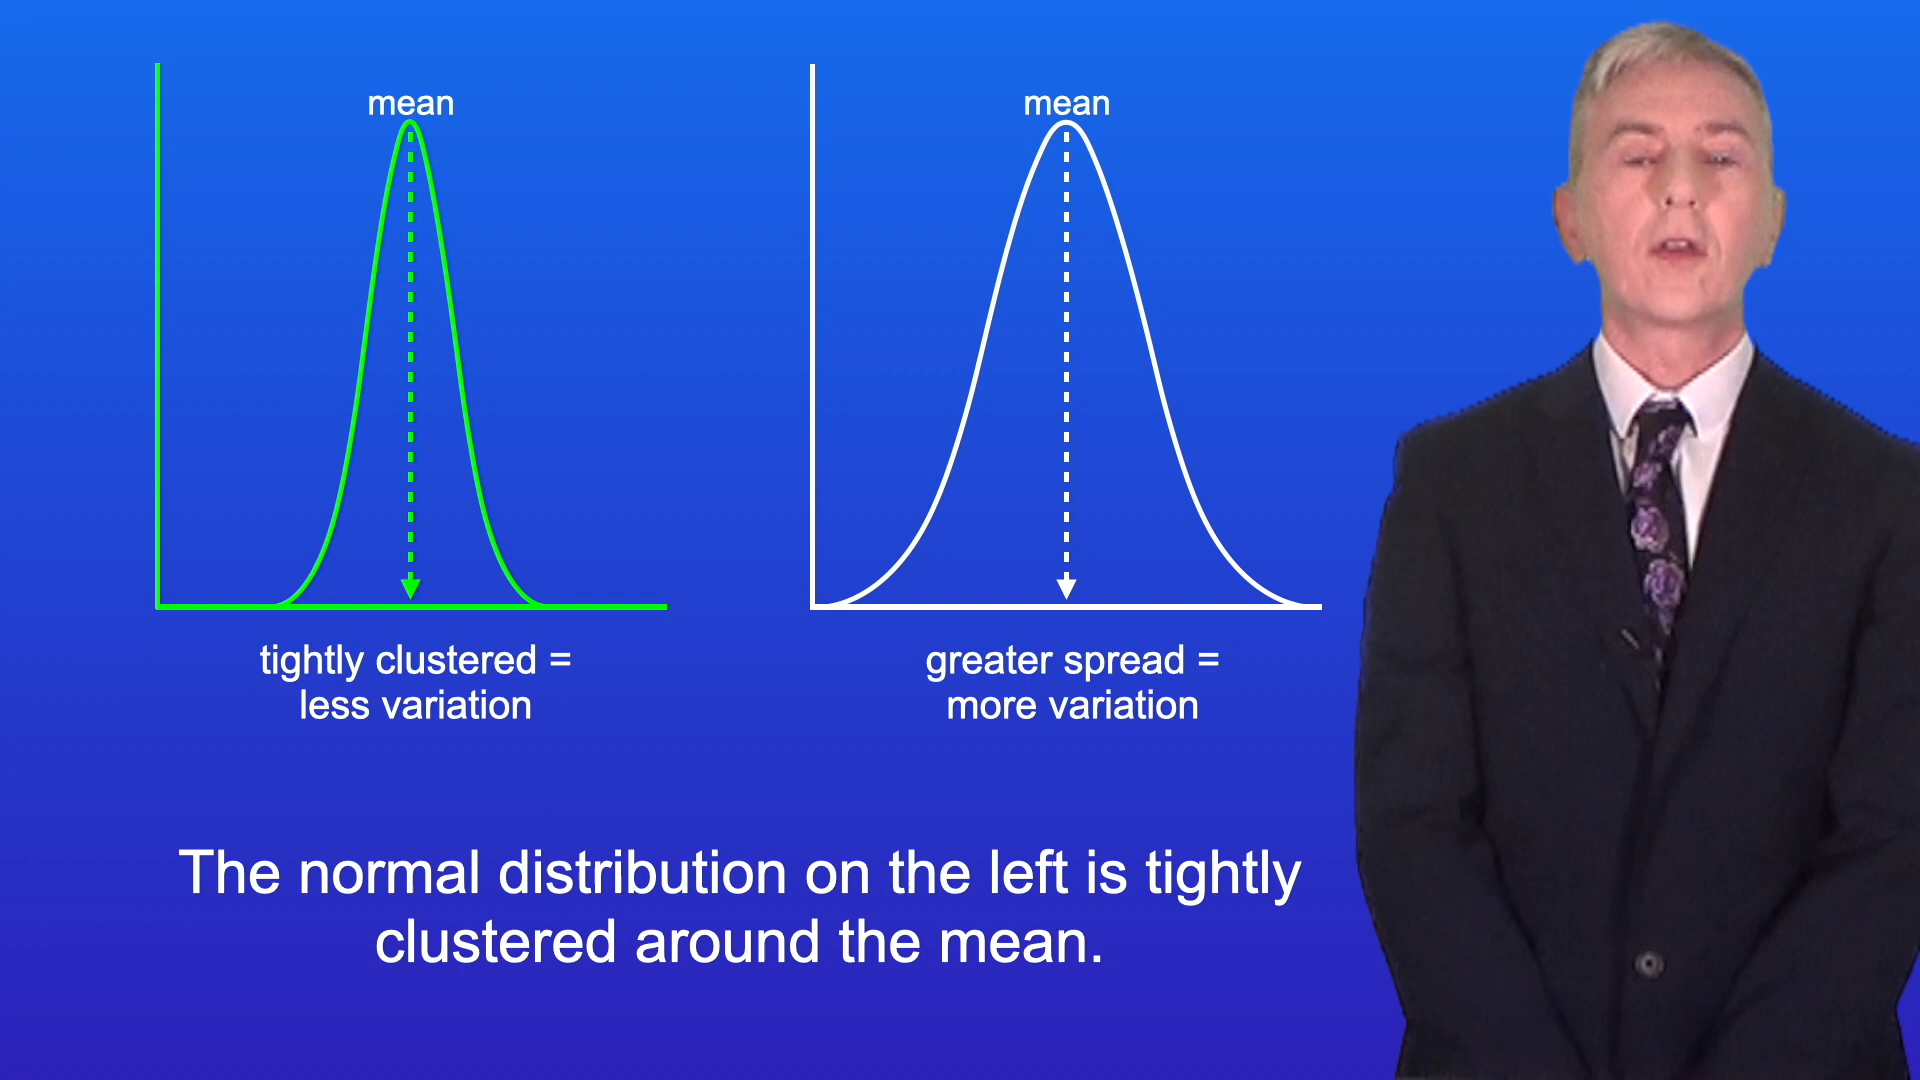 mean
mean
tightly clustered =
less variation
greater spread =
more variation
The normal distribution on the left is tightly
clustered around the mean.